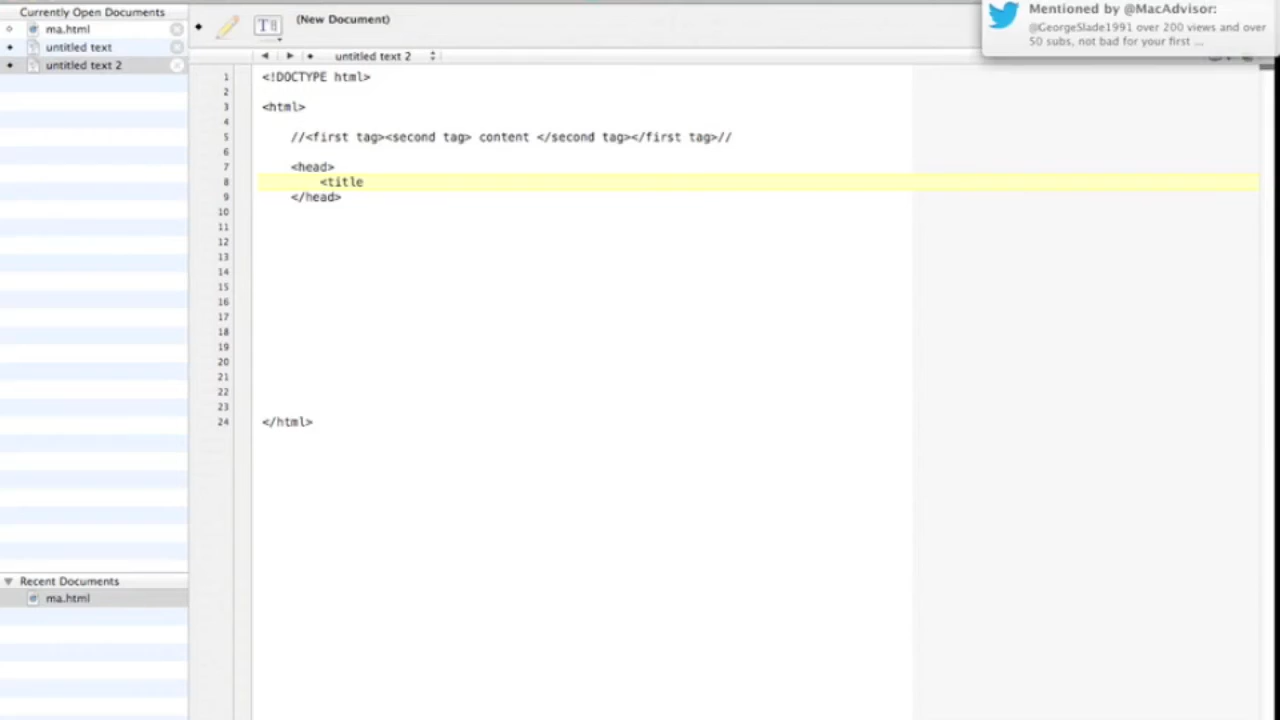 Currently Open Documents
ma.html
untitled text
untitled text 2
(New Document)
untitled text 2
Mentioned by @MacAdvisor:
@GeorgeSlade1991 over 200 views and over
50 subs, not bad for your first ...
1 <!DOCTYPE html>
2
3 <html>
4
5 //<first tag><second tag> content </second tag></first tag>//
6
7 <head>
8 <title
9 </head>
10
11
12
13
14
15
16
17
18
19
20
21
22
23
24 </html>
Recent Documents
ma.html